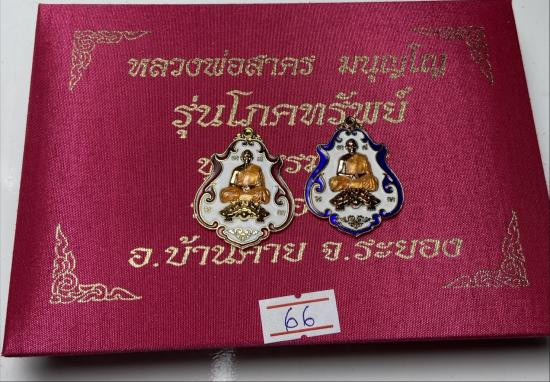 หลวงพ่อสาคร มนุญโญ
รุ่นโภคทรัพย์
อ.บ้านค่าย จ.ระยอง
66